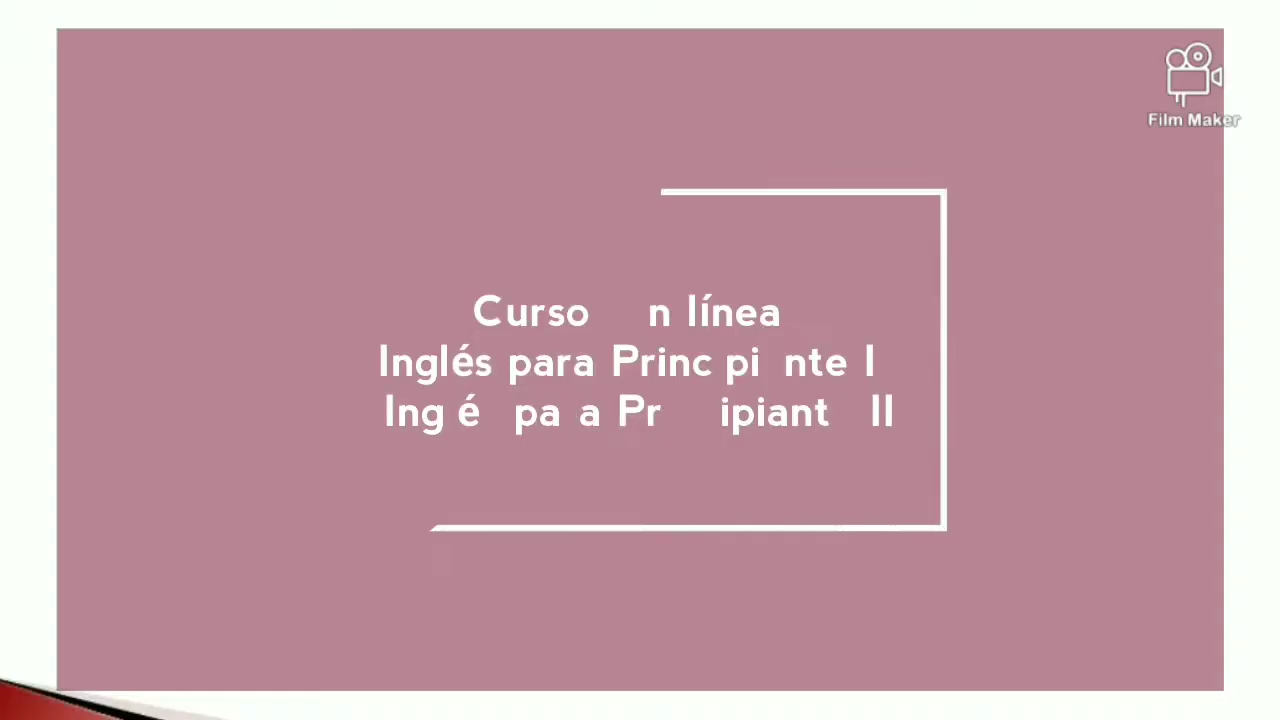 Film Maker
Curso n línea
Inglés para Princ pi nte I
Ing é pa a Pr ipiant II